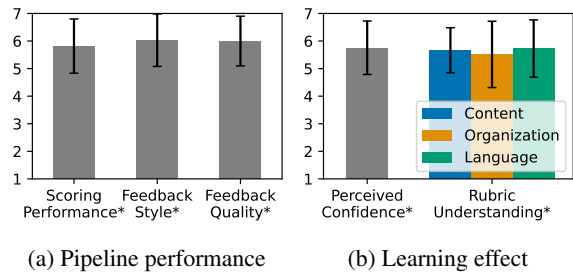 7
6
5
4
3
2
1
Scoring
Performance*
Feedback
Style*
Feedback
Quality*
(a) Pipeline performance
7
6
5
4
3
2
1
Content
Organization
Language
Perceived
Confidence*
Rubric
Understanding*
(b) Learning effect